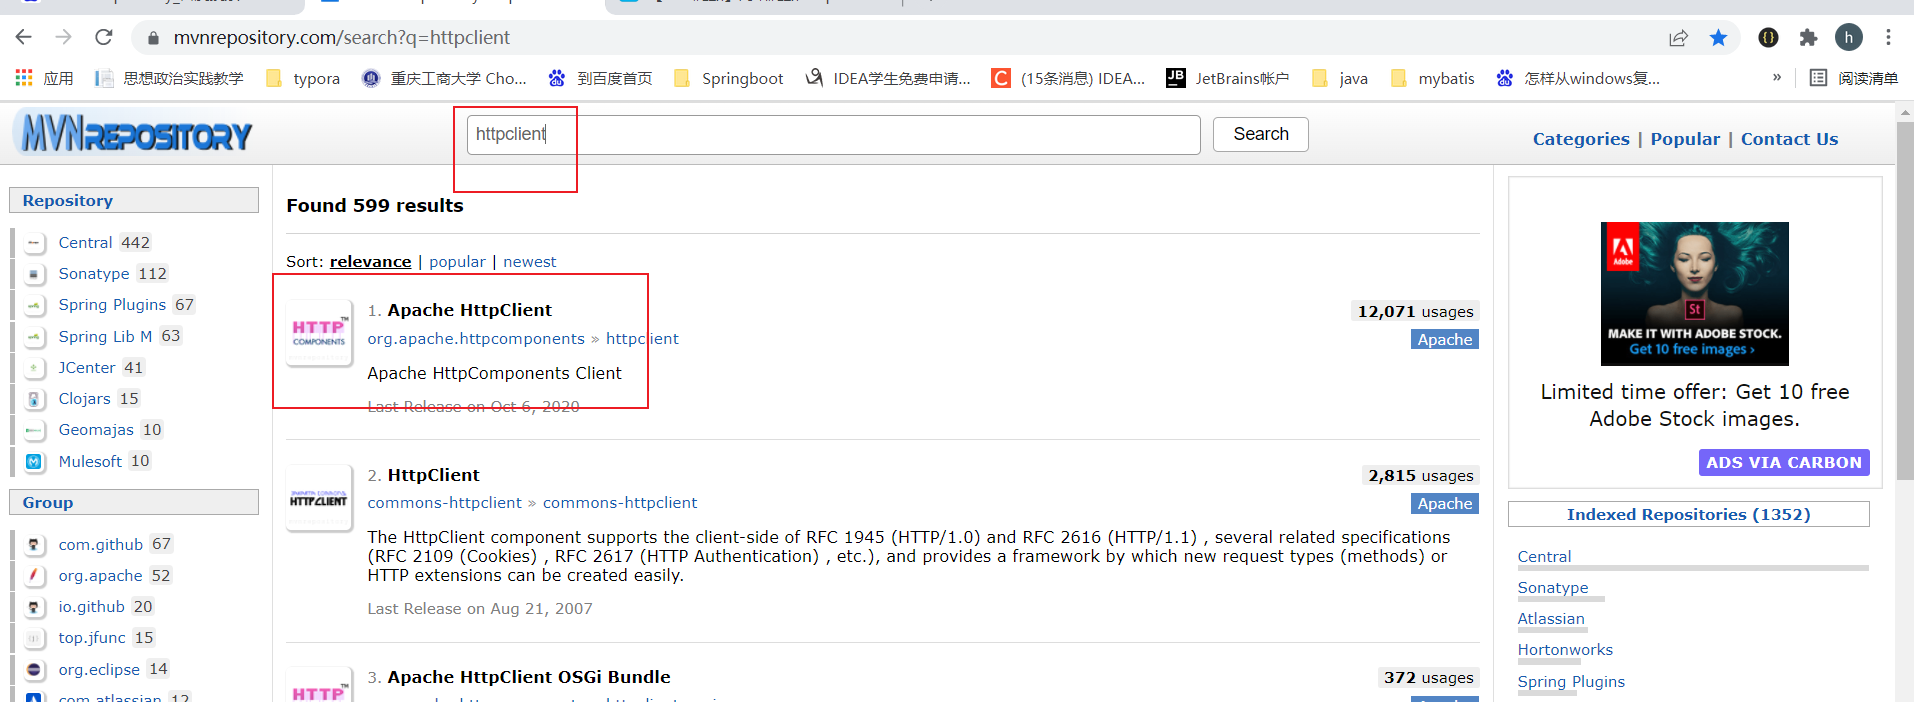 mvnrepository.com/search?q=httpclient
h
应用 思想政治实践教学 typora 重庆工商大学 Cho... 到百度首页 Springboot IDEA学生免费申请... (15条消息) IDEA... JetBrains帐户 java mybatis 怎样从windows复... » 阅读清单
MVNREPOSITORY
httpclient
Search
Categories | Popular | Contact Us
Repository
Central 442
Sonatype 112
Spring Plugins 67
Spring Lib M 63
JCenter 41
Clojars 15
Geomajas 10
Mulesoft 10
Group
com.github 67
org.apache 52
io.github 20
top.jfunc 15
org.eclipse 14
com.atlassian 12
Found 599 results
Sort: relevance | popular | newest
HTTP COMPONENTS
1. Apache HttpClient
12,071 usages
org.apache.httpcomponents » httpclient
Apache
Apache HttpComponents Client
Last Release on Oct 6, 2020
HTTPCLIENT
2. HttpClient
2,815 usages
commons-httpclient » commons-httpclient
Apache
The HttpClient component supports the client-side of RFC 1945 (HTTP/1.0) and RFC 2616 (HTTP/1.1) , several related specifications
(RFC 2109 (Cookies) , RFC 2617 (HTTP Authentication) , etc.), and provides a framework by which new request types (methods) or
HTTP extensions can be created easily.
Last Release on Aug 21, 2007
HTTP
3. Apache HttpClient OSGi Bundle
372 usages
Adobe
St
MAKE IT WITH ADOBE STOCK.
Get 10 free images ›
Limited time offer: Get 10 free
Adobe Stock images.
ADS VIA CARBON
Indexed Repositories (1352)
Central
Sonatype
Atlassian
Hortonworks
Spring Plugins